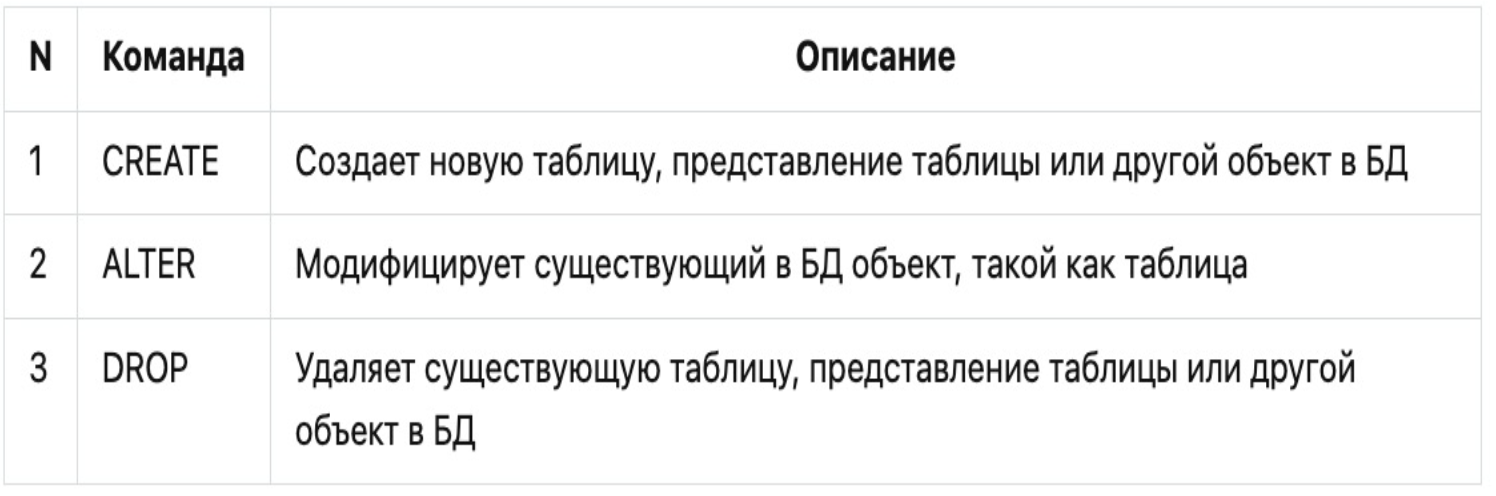 N Команда Описание
1 CREATE Создает новую таблицу, представление таблицы или другой объект в БД
2 ALTER Модифицирует существующий в БД объект, такой как таблица
3 DROP Удаляет существующую таблицу, представление таблицы или другой
объект в БД